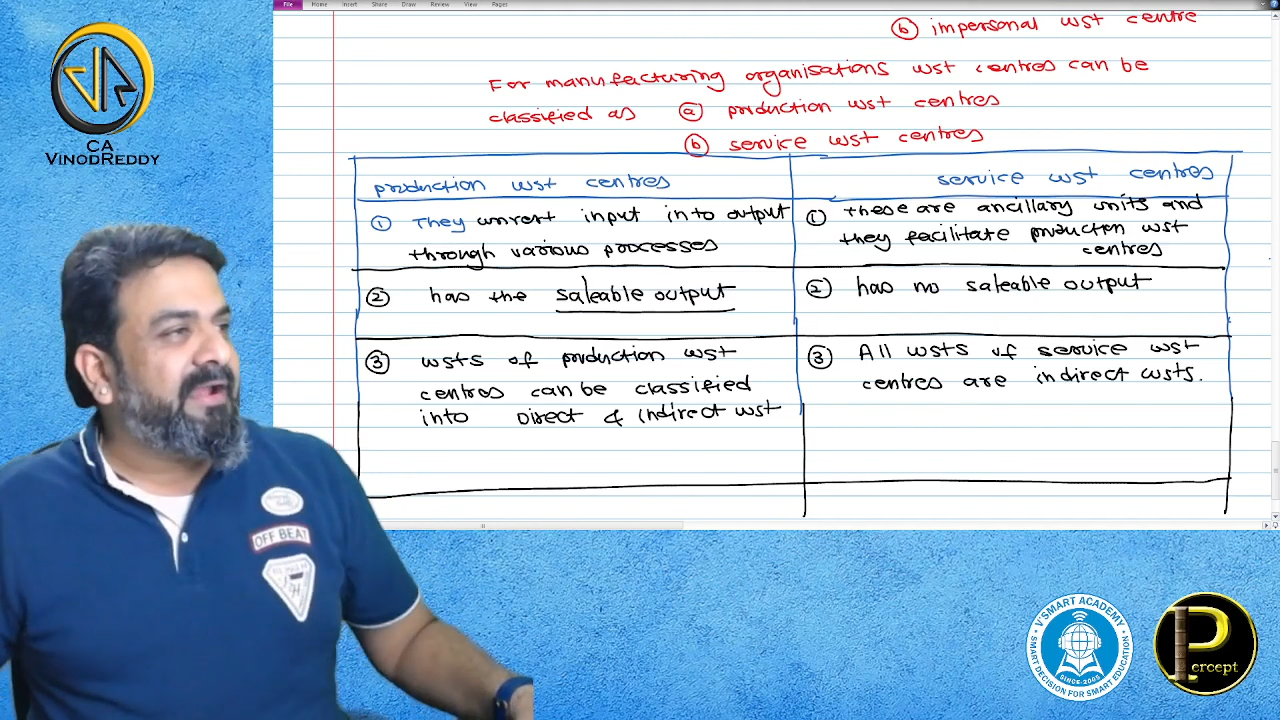 File Home Insert Share Draw Review View Pages
CA
VINODREDDY
b impersonal cost centre
For manufacturing organisations cost centres can be
classified as a production cost centres
b service cost centres
production cost centres
1 They convert input in to output
through various processes
2 has the saleable output
3 costs of production cost
centres can be classified
into Direct & indirect cost
service cost centres
1 these are ancillary units and
they facilitate production cost
centres
2 has no saleable output
3 All costs of service cost
centres are indirect costs.
OFF BEAT
V'SMART ACADEMY
SINCE-2005
SMART DECISION FOR SMART EDUCATION
Percept